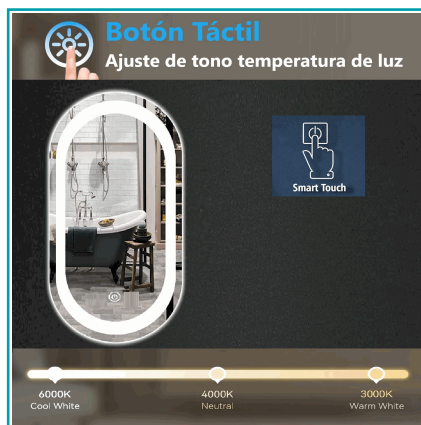 Botón Táctil
Ajuste de tono temperatura de luz
Smart Touch
6000K
Cool White
4000K
Neutral
3000K
Warm White